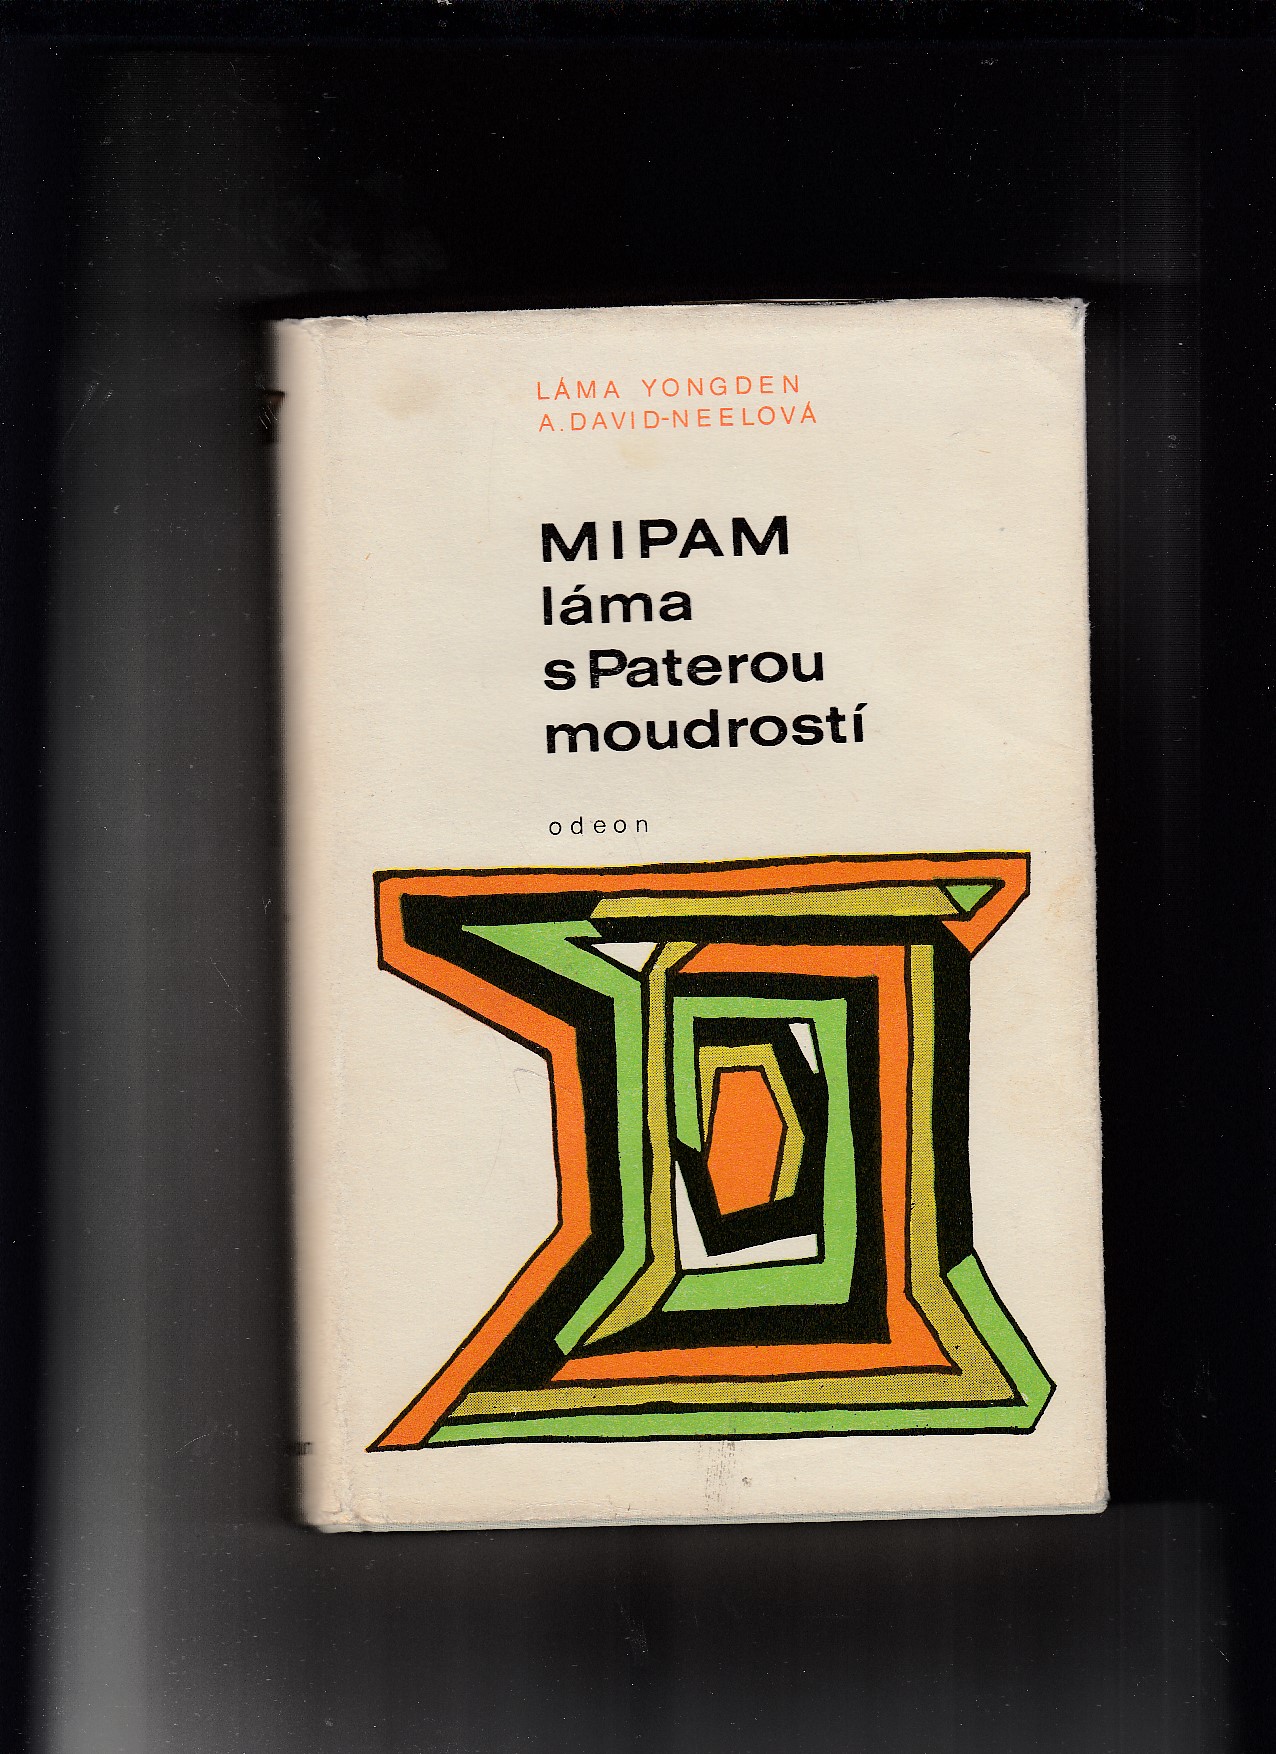 LÁMA YONGDEN
A. DAVID-NEELOVÁ
MIPAM
láma
s Paterou
moudrostí
odeon